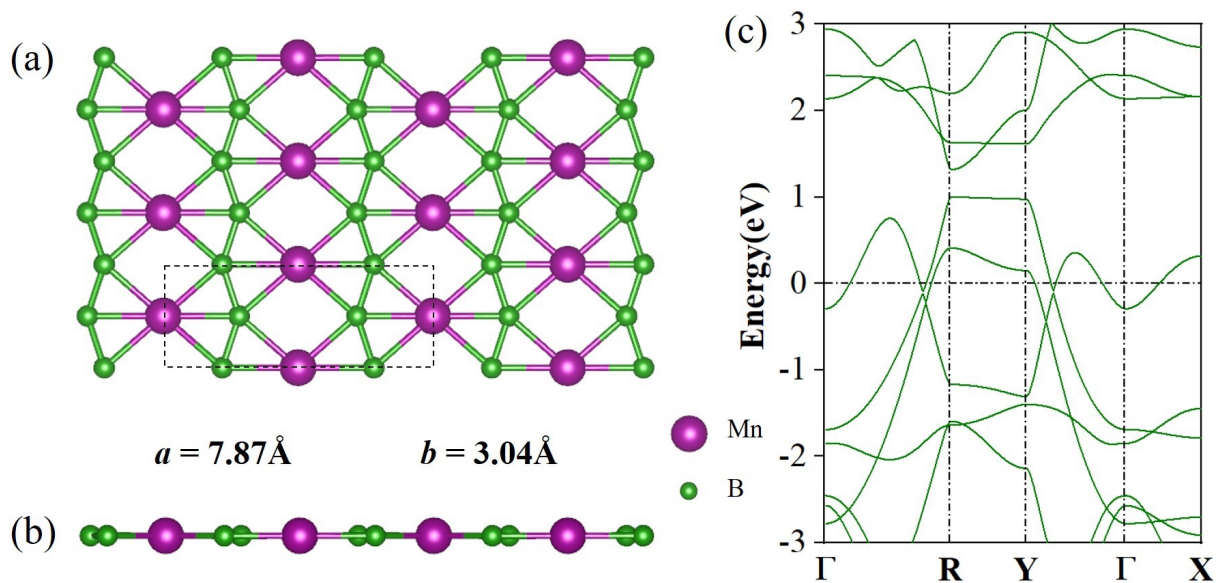 (a)
a = 7.87Å
b = 3.04Å
Mn
B
(b)
(c)
Energy(eV)
3
2
1
0
-1
-2
-3
Γ
R
Y
Γ
X